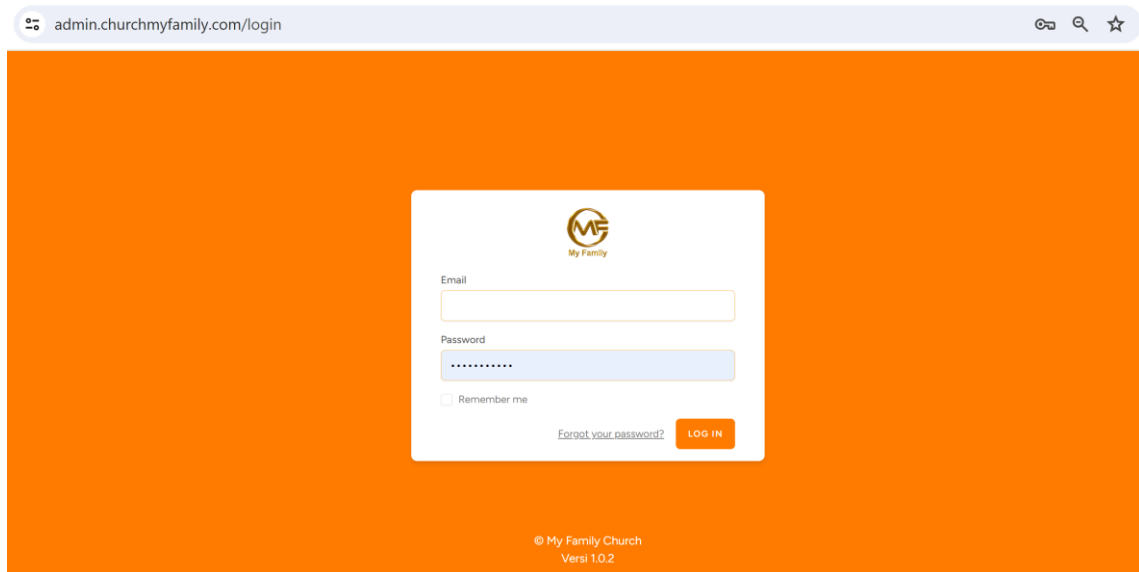 admin.churchmyfamily.com/login
MF
My Family
Email
Password
Remember me
Forgot your password?
LOG IN
© My Family Church
Versi 1.0.2